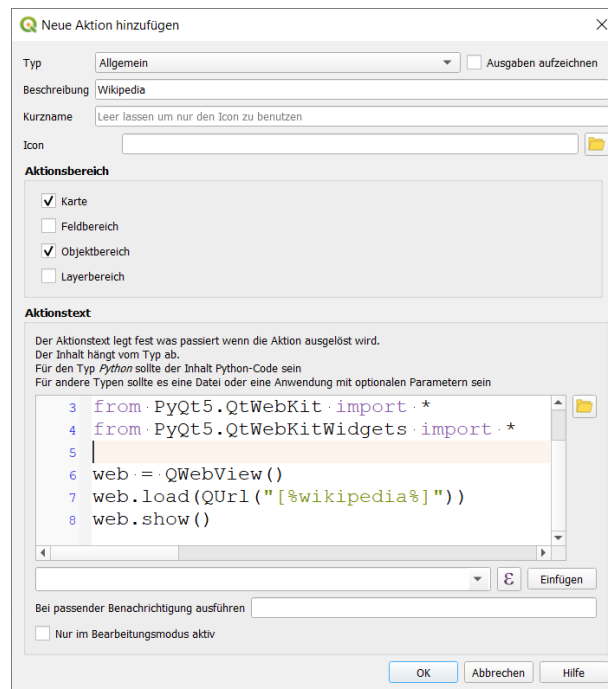 Neue Aktion hinzufügen
Typ Allgemein Ausgaben aufzeichnen
Beschreibung Wikipedia
Kurzname Leer lassen um nur den Icon zu benutzen
Icon
Aktionsbereich
Karte
Feldbereich
Objektbereich
Layerbereich
Aktionstext
Der Aktionstext legt fest was passiert wenn die Aktion ausgelöst wird.
Der Inhalt hängt vom Typ ab.
Für den Typ Python sollte der Inhalt Python-Code sein
Für andere Typen sollte es eine Datei oder eine Anwendung mit optionalen Parametern sein
3 from·PyQt5.QtWebKit·import·*
4 from·PyQt5.QtWebKitWidgets·import·*
5
6 web·=·QWebView()
7 web.load(QUrl("[%wikipedia%]"))
8 web.show()
ε Einfügen
Bei passender Benachrichtigung ausführen
Nur im Bearbeitungsmodus aktiv
OK Abbrechen Hilfe